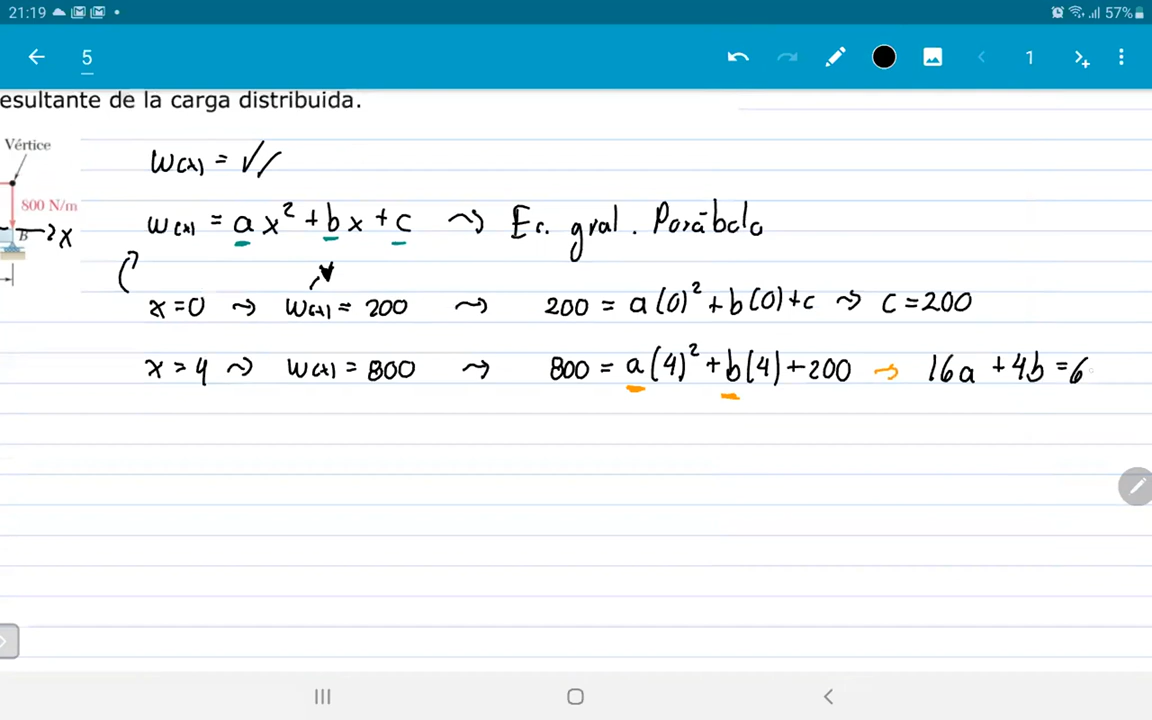 21:19 57%
5 1
esultante de la carga distribuida.
Vértice
800 N/m
B x
w(x) =
w(x) = ax² + bx + c ⤳ Ec. gral. Parábola
x=0 ⤳ w(x) = 200 ⤳ 200 = a(0)² + b(0)+c ⤳ c = 200
x = 4 ⤳ w(x) = 800 ⤳ 800 = a(4)² + b(4) + 200 → 16a + 4b = 6